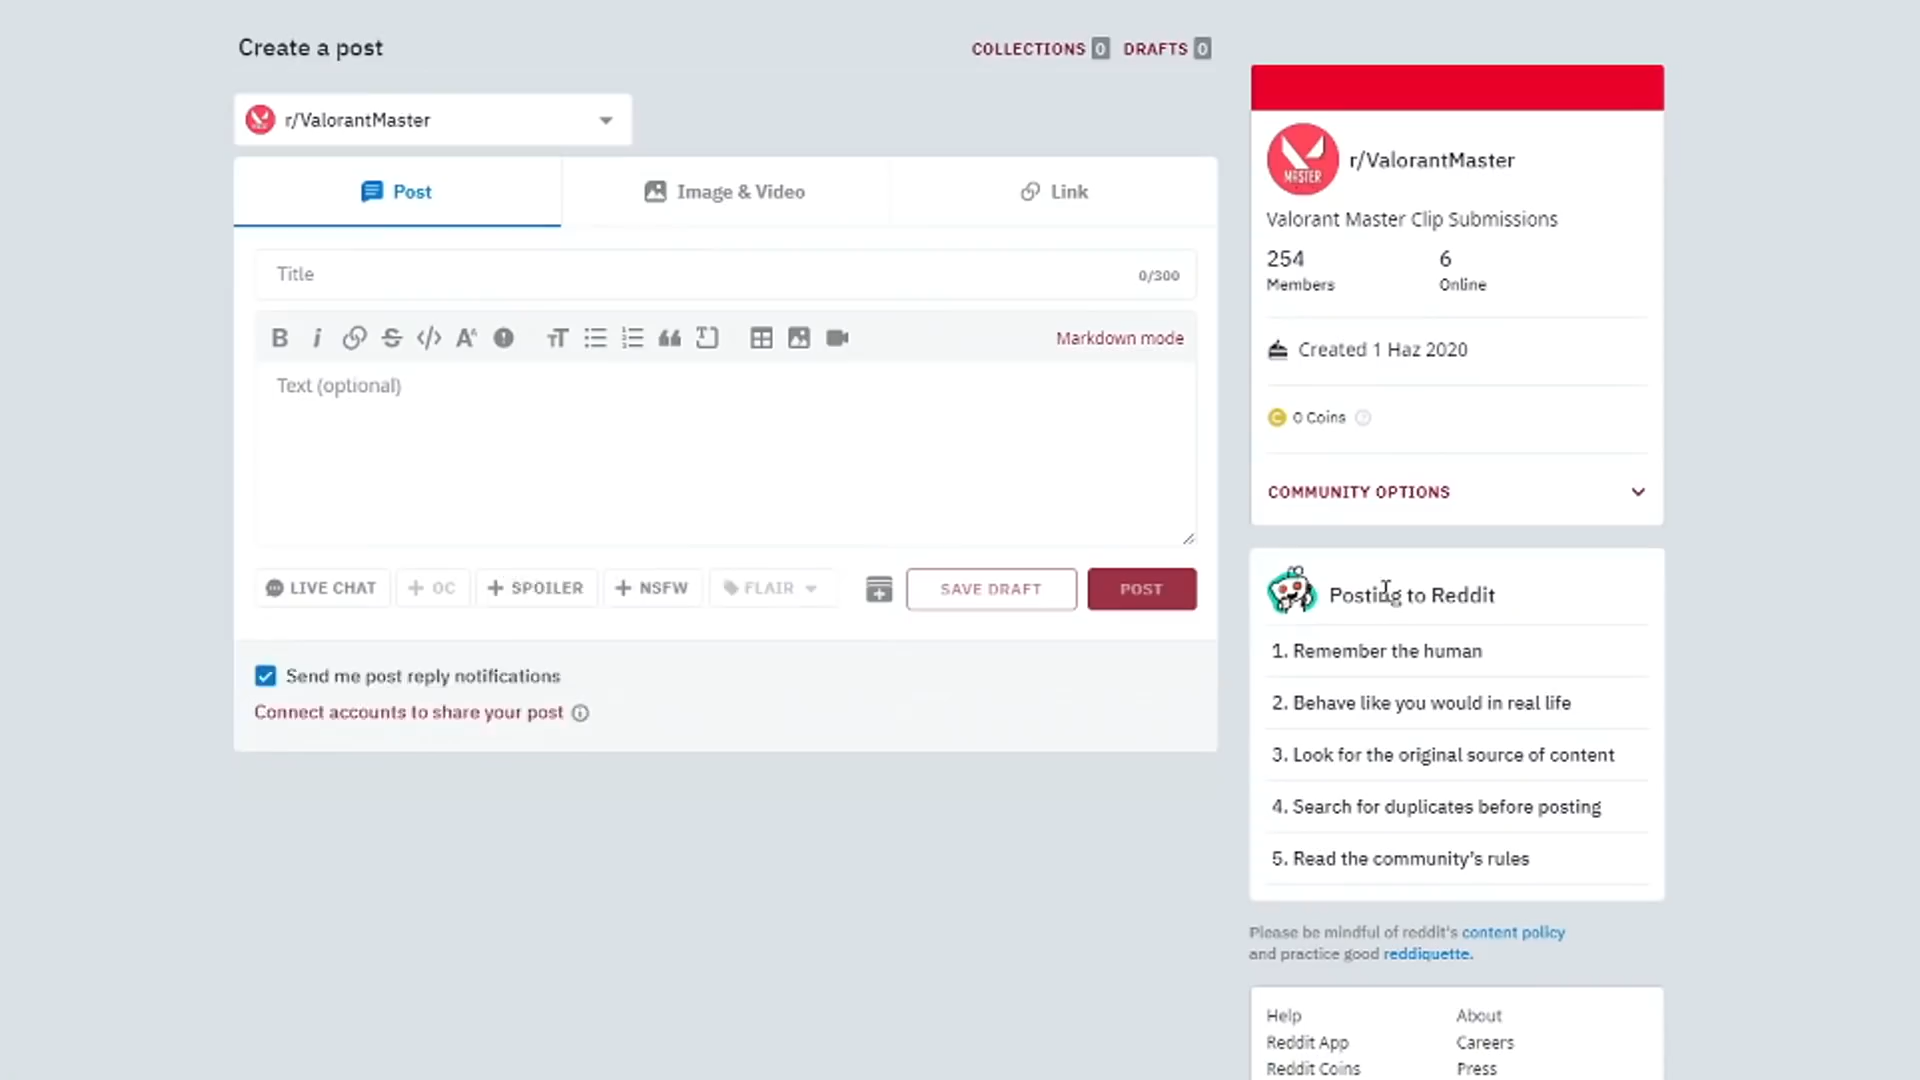 Create a post
COLLECTIONS 0 DRAFTS 0
r/ValorantMaster
Post
Image & Video
Link
Title
0/300
B i S </> A T
Markdown mode
Text (optional)
LIVE CHAT
+ OC
+ SPOILER
+ NSFW
FLAIR
SAVE DRAFT
POST
Send me post reply notifications
Connect accounts to share your post
MASTER
r/ValorantMaster
Valorant Master Clip Submissions
254 6
Members Online
Created 1 Haz 2020
0 Coins
COMMUNITY OPTIONS
Posting to Reddit
1. Remember the human
2. Behave like you would in real life
3. Look for the original source of content
4. Search for duplicates before posting
5. Read the community's rules
Please be mindful of reddit's content policy
and practice good reddiquette.
Help About
Reddit App Careers
Reddit Coins Press